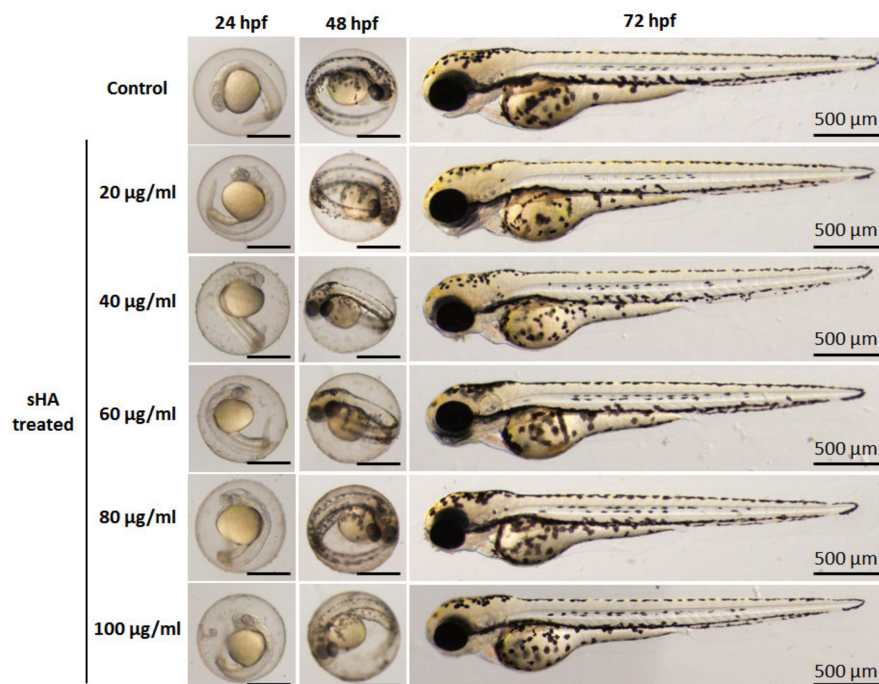 24 hpf 48 hpf 72 hpf
Control
500 µm
20 µg/ml
500 µm
40 µg/ml
500 µm
sHA
treated
60 µg/ml
500 µm
80 µg/ml
500 µm
100 µg/ml
500 µm